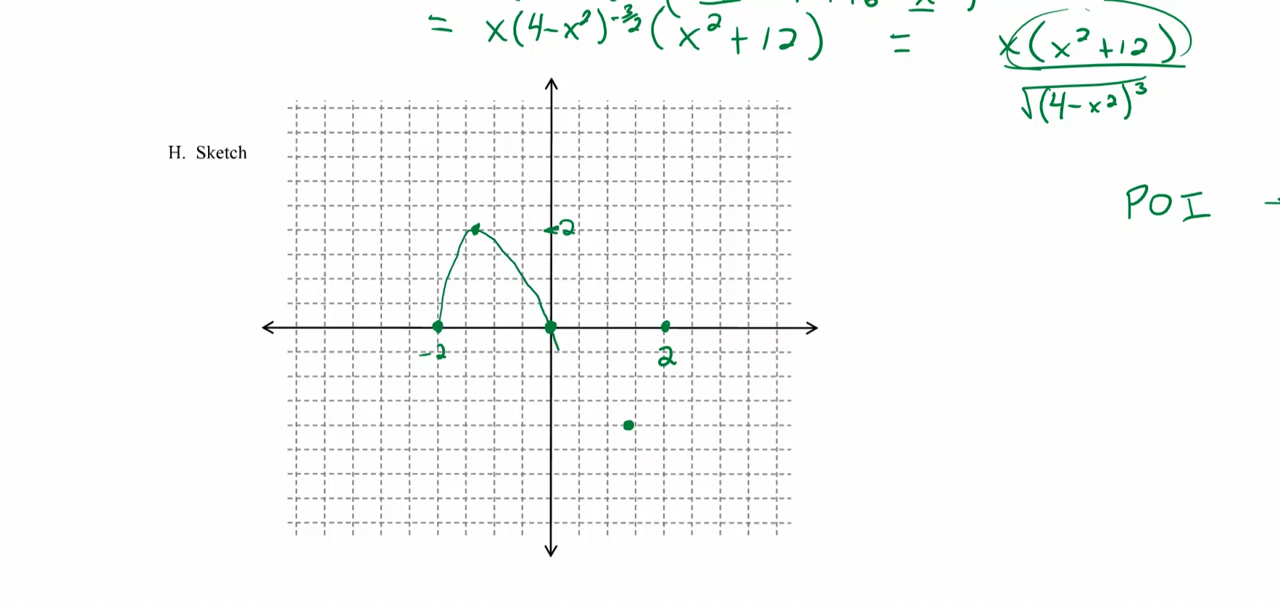 = x(4-x²)^-3/2 (x²+12) = x(x²+12)
√(4-x²)³
H. Sketch
POI
2
-2
2